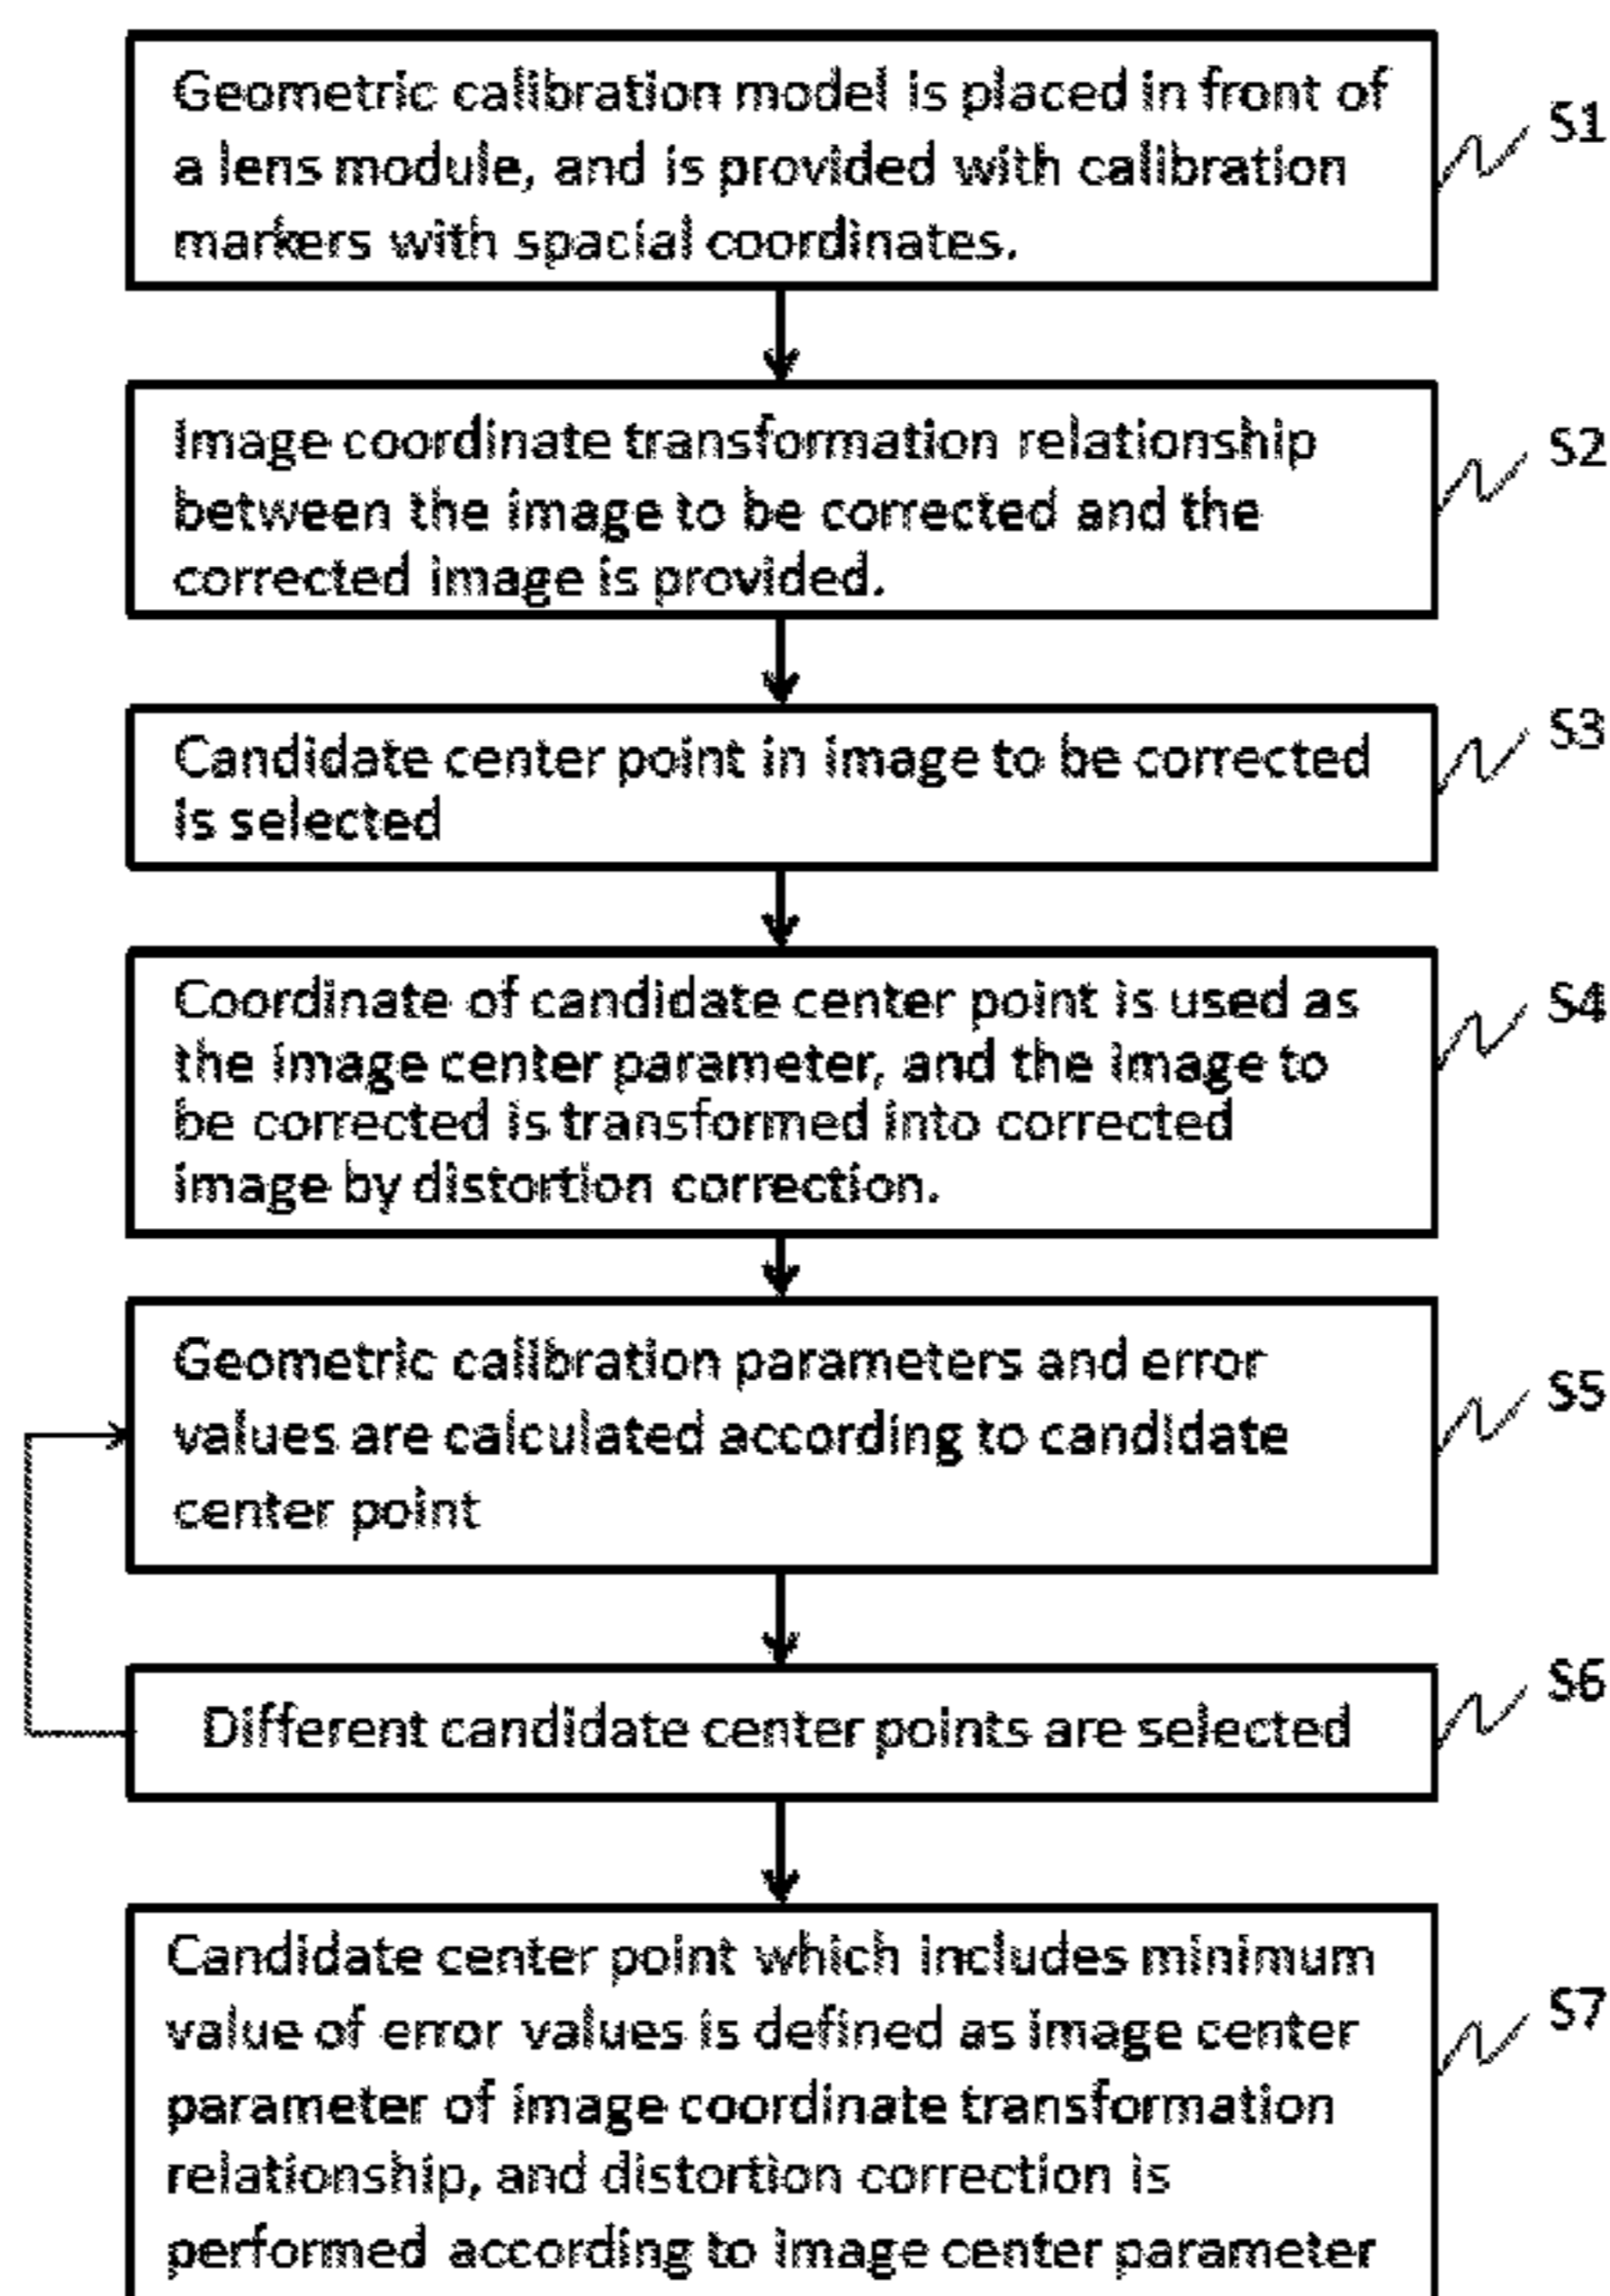 Geometric calibration model is placed in front of
a lens module, and is provided with calibration
markers with spacial coordinates.
S1
Image coordinate transformation relationship
between the image to be corrected and the
corrected image is provided.
S2
Candidate center point in image to be corrected
is selected
S3
Coordinate of candidate center point is used as
the image center parameter, and the image to
be corrected is transformed into corrected
image by distortion correction.
S4
Geometric calibration parameters and error
values are calculated according to candidate
center point
S5
Different candidate center points are selected
S6
Candidate center point which includes minimum
value of error values is defined as image center
parameter of image coordinate transformation
relationship, and distortion correction is
performed according to image center parameter
S7